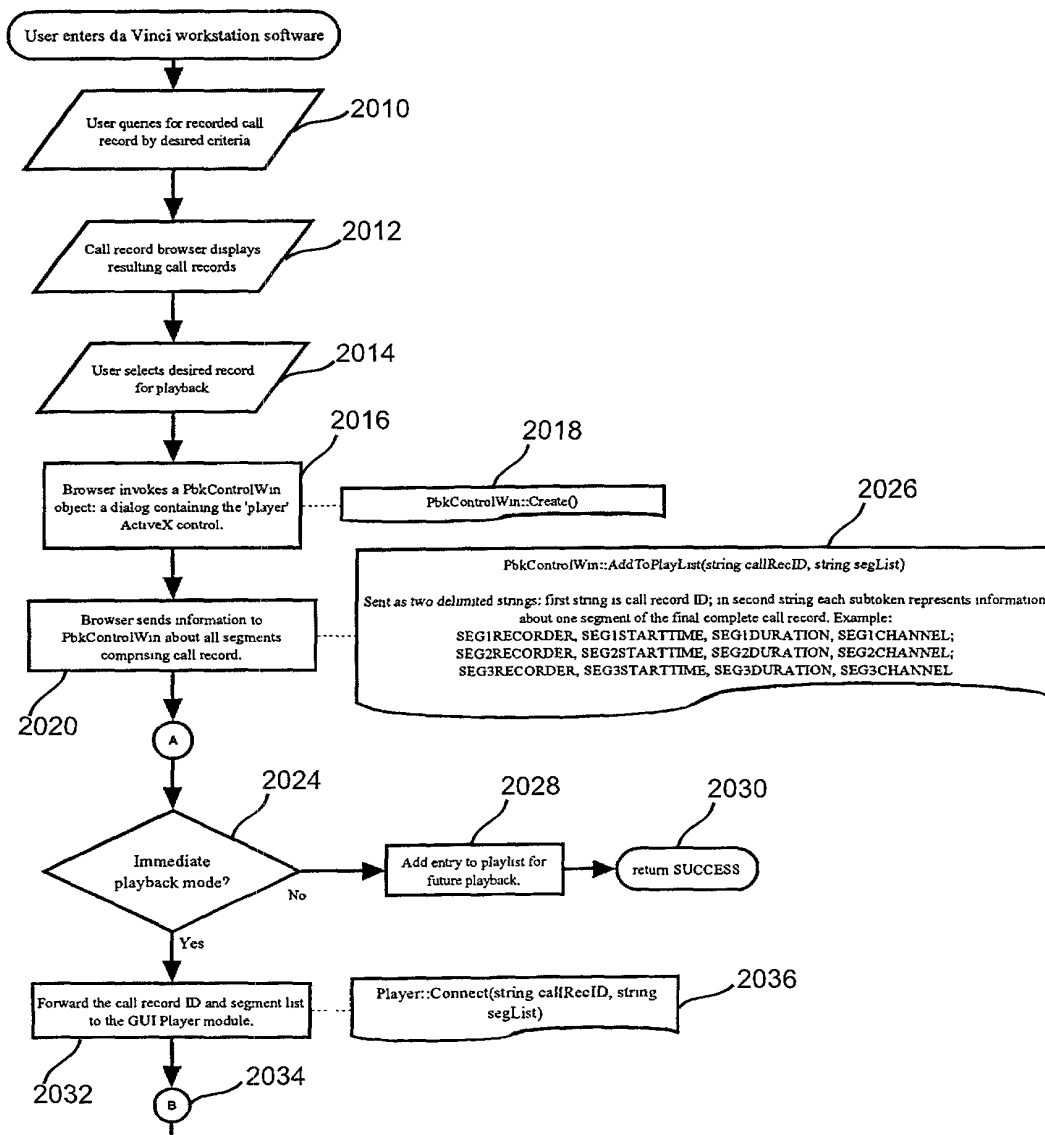 User enters da Vinci workstation software
2010
User queries for recorded call
record by desired criteria
2012
Call record browser displays
resulting call records
2014
User selects desired record
for playback
2016
Browser invokes a PbkControlWin
object: a dialog containing the 'player'
ActiveX control.
2018
PbkControlWin::Create()
2026
PbkControlWin::AddToPlayList(string callRecID, string segList)
Sent as two delimited strings: first string is call record ID; in second string each subtoken represents information
about one segment of the final complete call record. Example:
SEG1RECORDER, SEG1STARTTIME, SEG1DURATION, SEG1CHANNEL;
SEG2RECORDER, SEG2STARTTIME, SEG2DURATION, SEG2CHANNEL;
SEG3RECORDER, SEG3STARTTIME, SEG3DURATION, SEG3CHANNEL
Browser sends information to
PbkControlWin about all segments
comprising call record.
2020
A
2024
Immediate
playback mode?
No
Yes
2028
Add entry to playlist for
future playback.
2030
return SUCCESS
Forward the call record ID and segment list
to the GUI Player module.
2032
2036
Player::Connect(string callRecID, string
segList)
B
2034